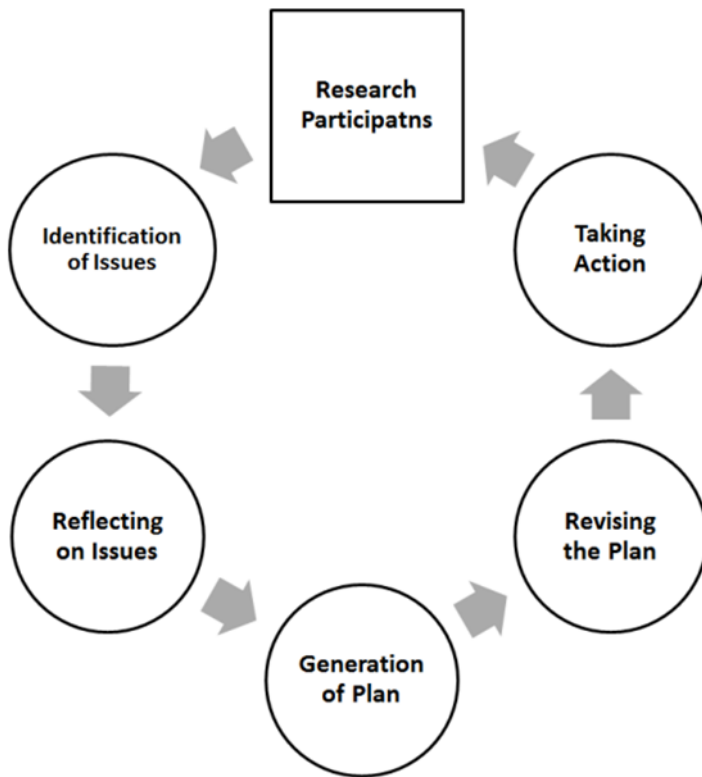 Research
Participatns
Identification
of Issues
Taking
Action
Reflecting
on Issues
Revising
the Plan
Generation
of Plan